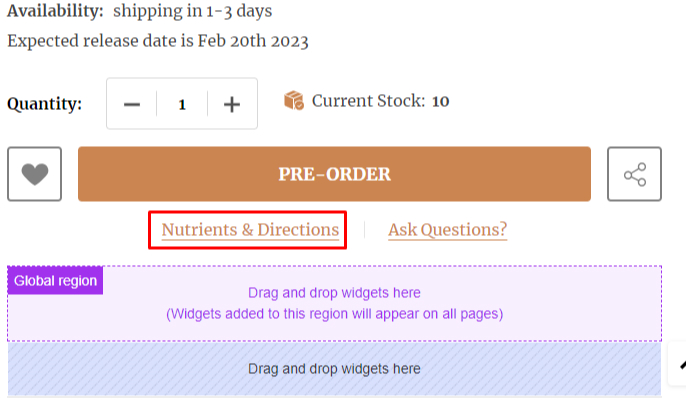 Availability: shipping in 1-3 days
Expected release date is Feb 20th 2023
Quantity: − 1 + Current Stock: 10
PRE-ORDER
Nutrients & Directions Ask Questions?
Global region
Drag and drop widgets here
(Widgets added to this region will appear on all pages)
Drag and drop widgets here